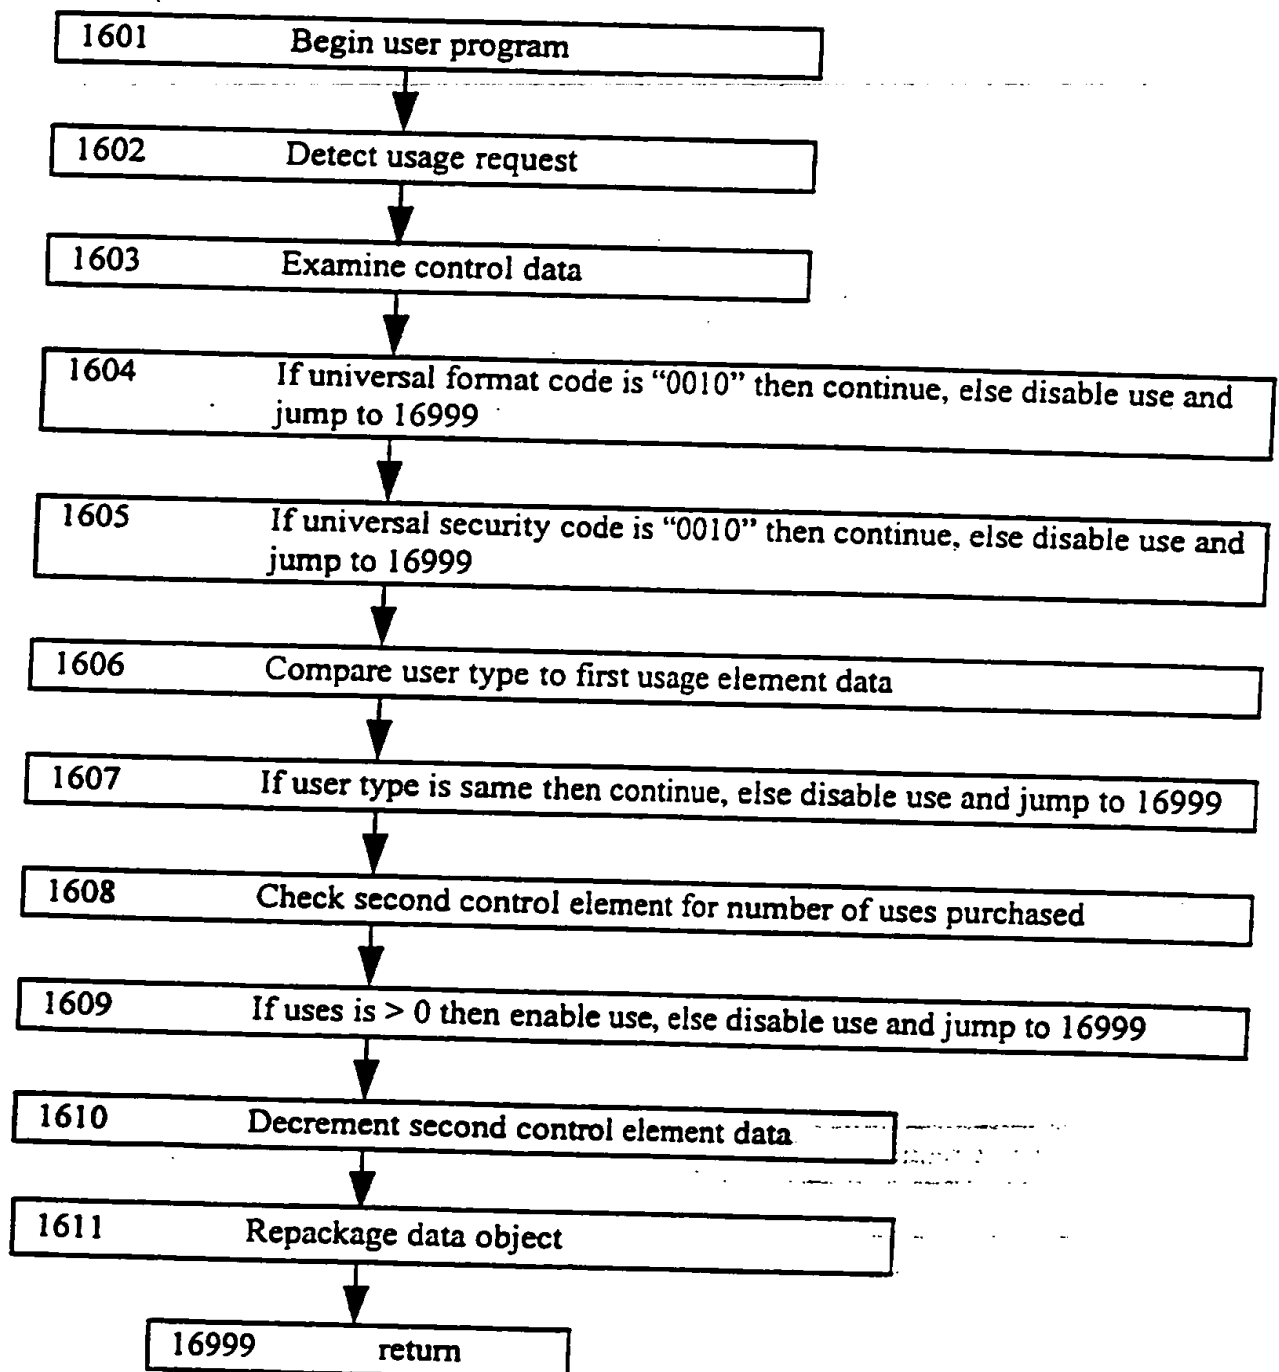 1601 Begin user program
1602 Detect usage request
1603 Examine control data
1604 If universal format code is “0010” then continue, else disable use and
jump to 16999
1605 If universal security code is “0010” then continue, else disable use and
jump to 16999
1606 Compare user type to first usage element data
1607 If user type is same then continue, else disable use and jump to 16999
1608 Check second control element for number of uses purchased
1609 If uses is > 0 then enable use, else disable use and jump to 16999
1610 Decrement second control element data
1611 Repackage data object
16999 return